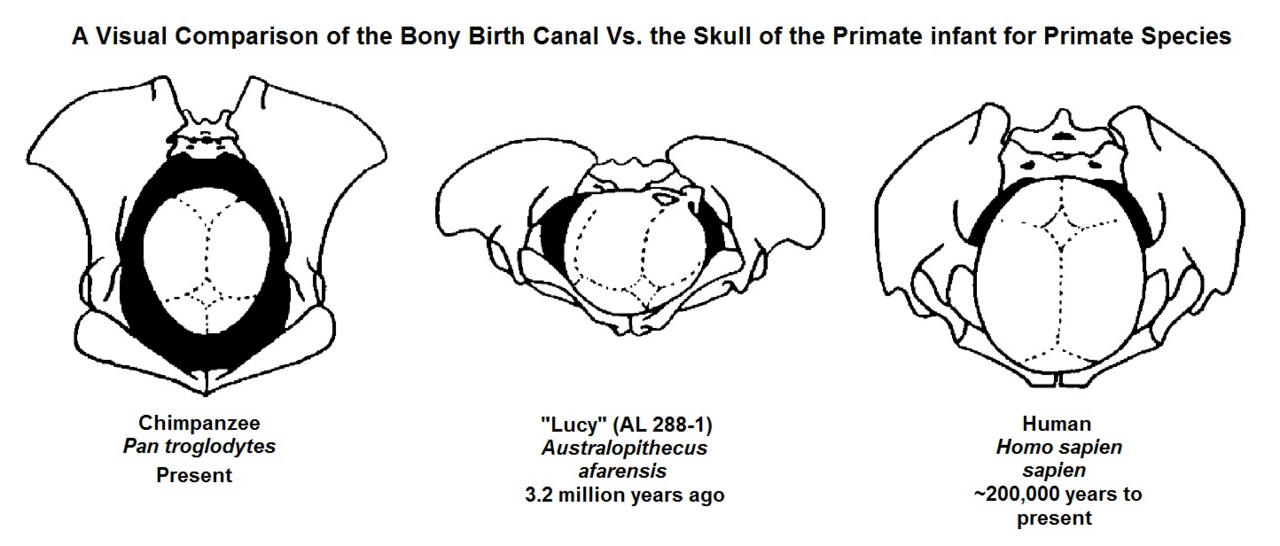 A Visual Comparison of the Bony Birth Canal Vs. the Skull of the Primate infant for Primate Species
Chimpanzee
Pan troglodytes
Present
"Lucy" (AL 288-1)
Australopithecus
afarensis
3.2 million years ago
Human
Homo sapien
sapien
~200,000 years to
present